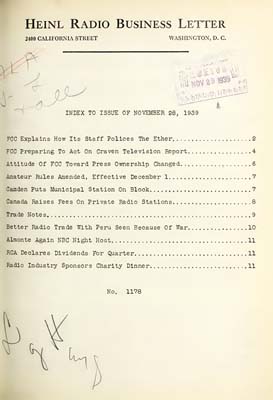 HEINL RADIO BUSINESS LETTER
2400 CALIFORNIA STREET WASHINGTON, D. C.
NOV 29 1939
INDEX TO ISSUE OF NOVEMBER 28, 1939
FCC Explains How Its Staff Polices The Ether....................2
FCC Preparing To Act On Craven Television Report................4
Attitude Of FCC Toward Press Ownership Changed..................6
Amateur Rules Amended, Effective December 1.....................7
Camden Puts Municipal Station On Block..........................7
Canada Raises Fees On Private Radio Stations....................8
Trade Notes.....................................................9
Better Radio Trade With Peru Seen Because Of War...............10
Almonte Again NBC Night Host...................................11
RCA Declares Dividends For Quarter.............................11
Radio Industry Sponsors Charity Dinner.........................11
No. 1178